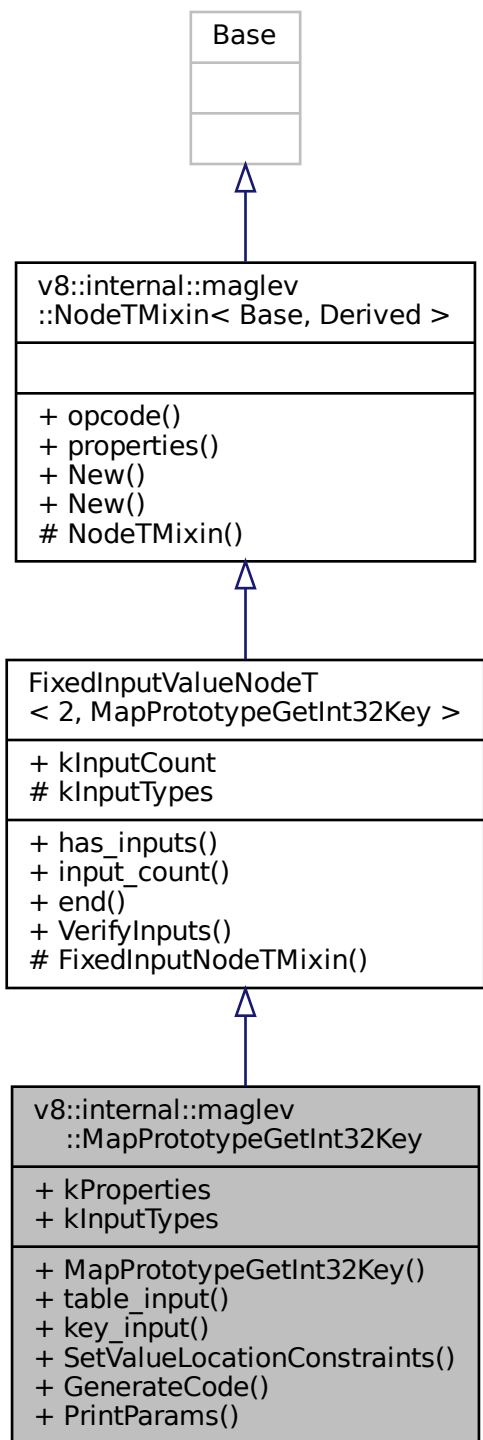 Base
v8::internal::maglev
::NodeTMixin< Base, Derived >
+ opcode()
+ properties()
+ New()
+ New()
# NodeTMixin()
FixedInputValueNodeT
< 2, MapPrototypeGetInt32Key >
+ kInputCount
# kInputTypes
+ has_inputs()
+ input_count()
+ end()
+ VerifyInputs()
# FixedInputNodeTMixin()
v8::internal::maglev
::MapPrototypeGetInt32Key
+ kProperties
+ kInputTypes
+ MapPrototypeGetInt32Key()
+ table_input()
+ key_input()
+ SetValueLocationConstraints()
+ GenerateCode()
+ PrintParams()